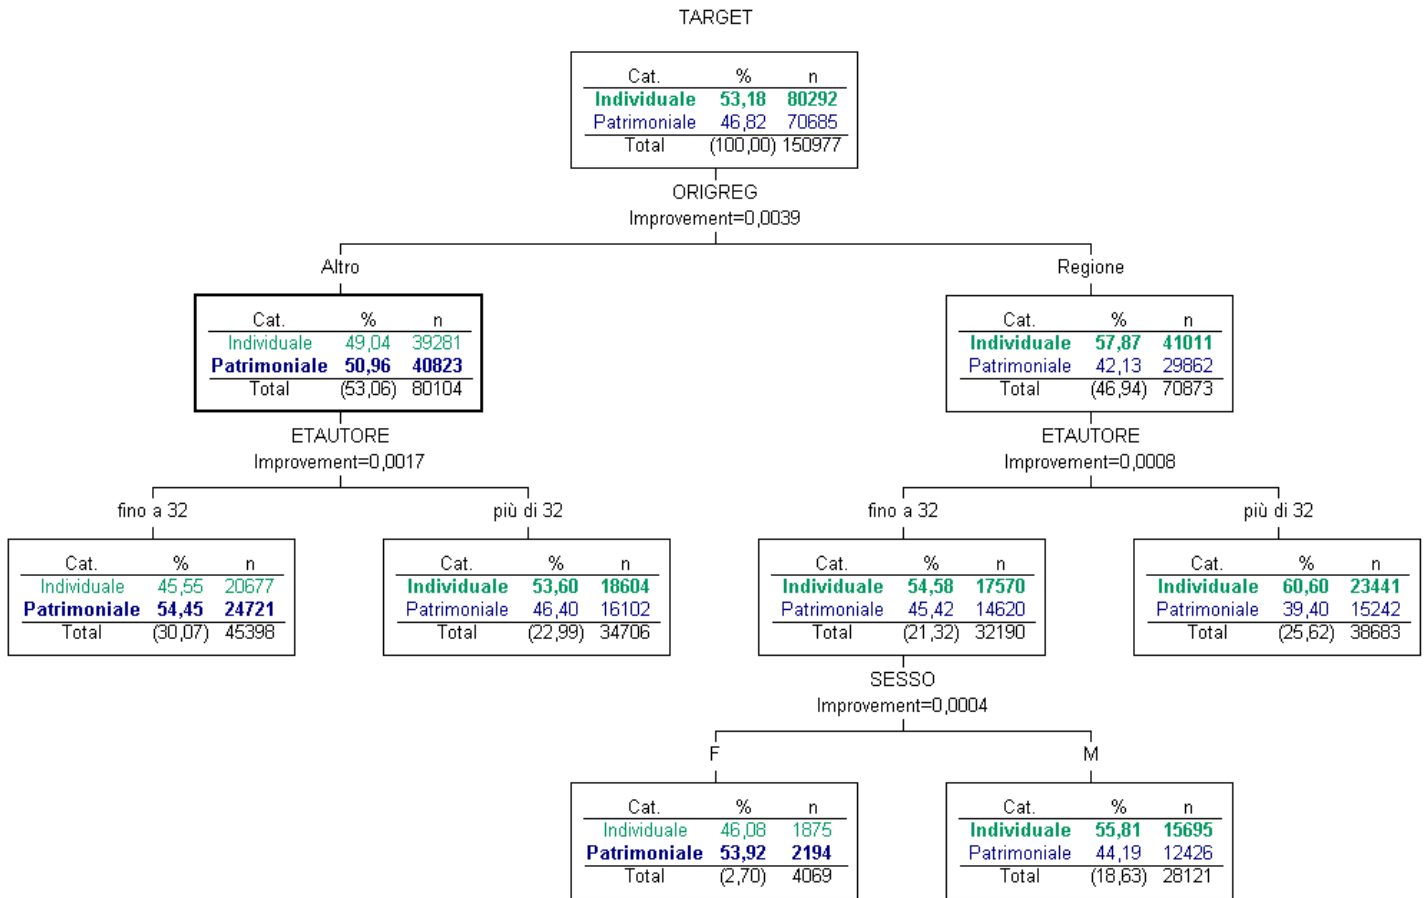 TARGET
Cat. % n
Individuale 53,18 80292
Patrimoniale 46,82 70685
Total (100,00) 150977
ORIGREG
Improvement=0,0039
Altro
Cat. % n
Individuale 49,04 39281
Patrimoniale 50,96 40823
Total (53,06) 80104
Regione
Cat. % n
Individuale 57,87 41011
Patrimoniale 42,13 29862
Total (46,94) 70873
ETAUTORE
Improvement=0,0017
ETAUTORE
Improvement=0,0008
fino a 32
Cat. % n
Individuale 45,55 20677
Patrimoniale 54,45 24721
Total (30,07) 45398
più di 32
Cat. % n
Individuale 53,60 18604
Patrimoniale 46,40 16102
Total (22,99) 34706
fino a 32
Cat. % n
Individuale 54,58 17570
Patrimoniale 45,42 14620
Total (21,32) 32190
più di 32
Cat. % n
Individuale 60,60 23441
Patrimoniale 39,40 15242
Total (25,62) 38683
SESSO
Improvement=0,0004
F
Cat. % n
Individuale 46,08 1875
Patrimoniale 53,92 2194
Total (2,70) 4069
M
Cat. % n
Individuale 55,81 15695
Patrimoniale 44,19 12426
Total (18,63) 28121